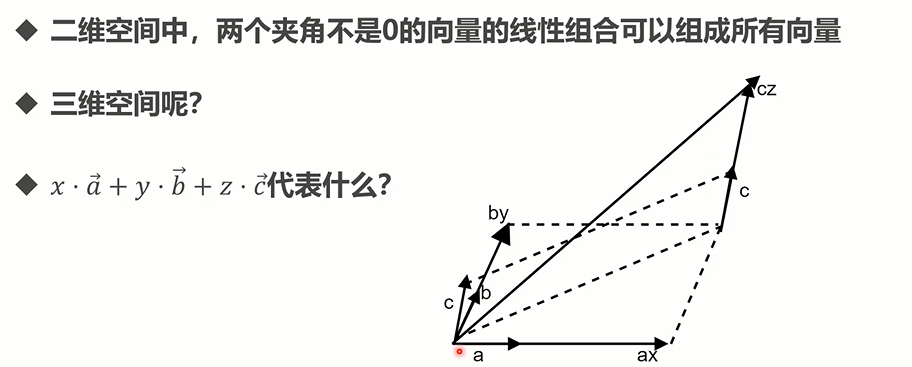 ◆ 二维空间中，两个夹角不是0的向量的线性组合可以组成所有向量
◆ 三维空间呢？
◆ $x \cdot \vec{a} + y \cdot \vec{b} + z \cdot \vec{c}$代表什么？
cz
c
by
c
b
a
ax